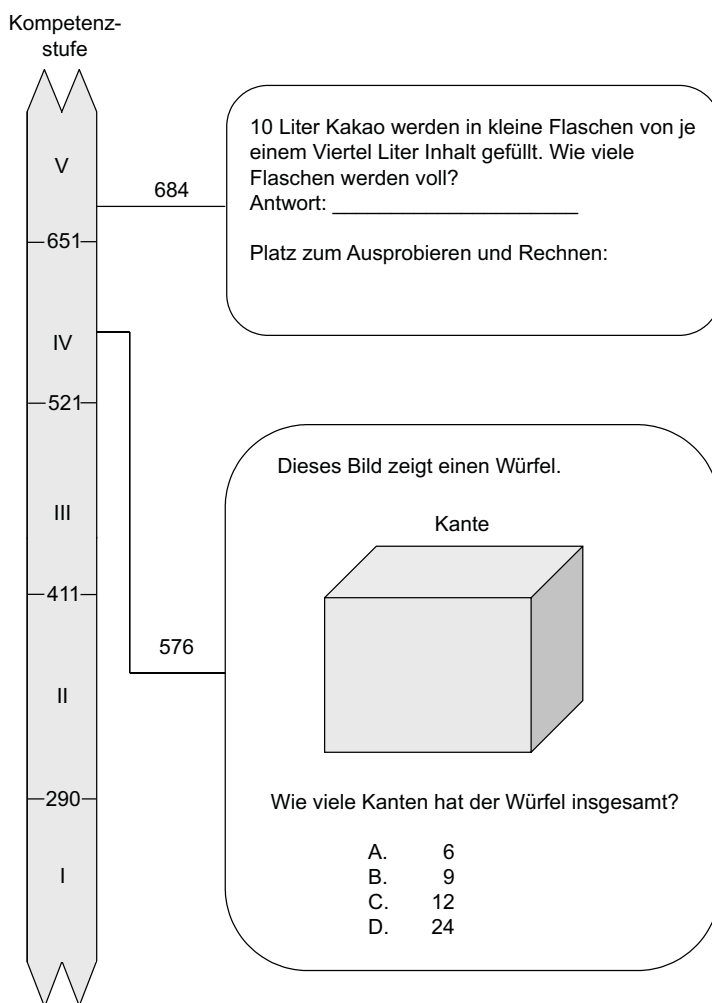 Kompetenz-
stufe
V
684
651
IV
521
III
411
576
II
290
I
10 Liter Kakao werden in kleine Flaschen von je
einem Viertel Liter Inhalt gefüllt. Wie viele
Flaschen werden voll?
Antwort: ______________________
Platz zum Ausprobieren und Rechnen:
Dieses Bild zeigt einen Würfel.
Kante
Wie viele Kanten hat der Würfel insgesamt?
A. 6
B. 9
C. 12
D. 24